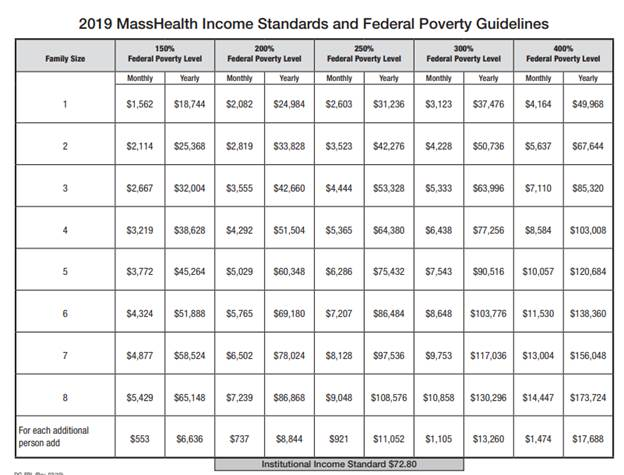 2019 MassHealth Income Standards and Federal Poverty Guidelines
Family Size 150% Federal Poverty Level 200% Federal Poverty Level 250% Federal Poverty Level 300% Federal Poverty Level 400% Federal Poverty Level
Monthly Yearly Monthly Yearly Monthly Yearly Monthly Yearly Monthly Yearly
1 $1,562 $18,744 $2,082 $24,984 $2,603 $31,236 $3,123 $37,476 $4,164 $49,968
2 $2,114 $25,368 $2,819 $33,828 $3,523 $42,276 $4,228 $50,736 $5,637 $67,644
3 $2,667 $32,004 $3,555 $42,660 $4,444 $53,328 $5,333 $63,996 $7,110 $85,320
4 $3,219 $38,628 $4,292 $51,504 $5,365 $64,380 $6,438 $77,256 $8,584 $103,008
5 $3,772 $45,264 $5,029 $60,348 $6,286 $75,432 $7,543 $90,516 $10,057 $120,684
6 $4,324 $51,888 $5,765 $69,180 $7,207 $86,484 $8,648 $103,776 $11,530 $138,360
7 $4,877 $58,524 $6,502 $78,024 $8,128 $97,536 $9,753 $117,036 $13,004 $156,048
8 $5,429 $65,148 $7,239 $86,868 $9,048 $108,576 $10,858 $130,296 $14,447 $173,724
For each additional person add $553 $6,636 $737 $8,844 $921 $11,052 $1,105 $13,260 $1,474 $17,688
Institutional Income Standard $72.80